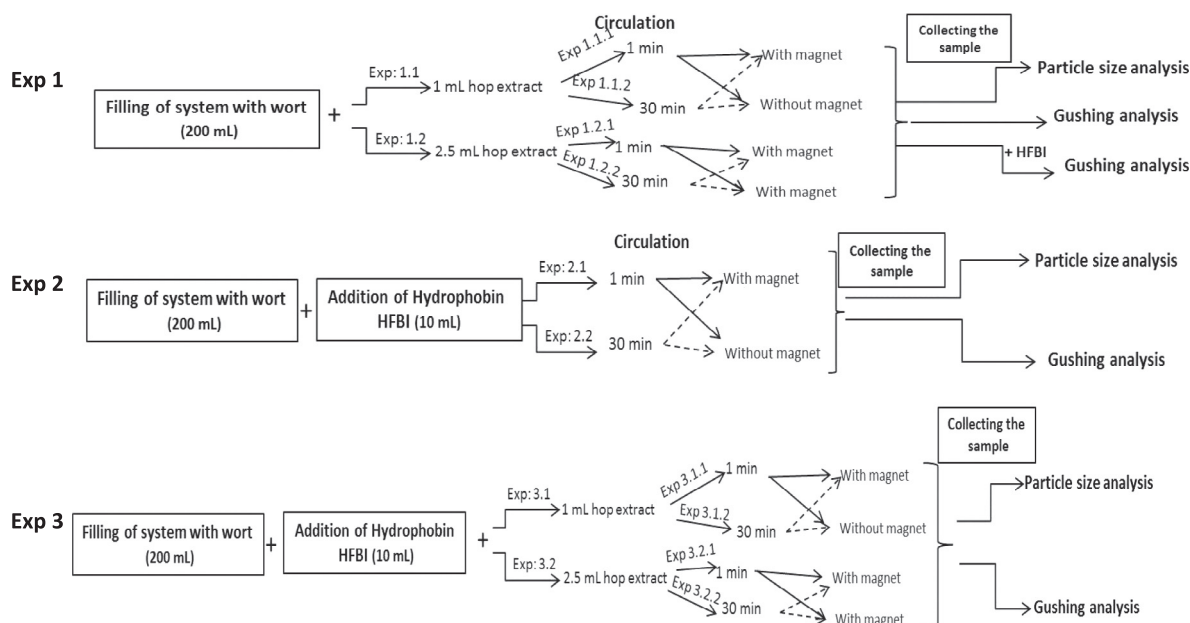 Exp 1
Filling of system with wort
(200 mL)
+
Exp: 1.1
1 mL hop extract
Exp: 1.2
2.5 mL hop extract
Circulation
Exp 1.1.1
1 min
Exp 1.1.2
30 min
Exp 1.2.1
1 min
Exp 1.2.2
30 min
With magnet
Without magnet
With magnet
With magnet
Collecting the
sample
Particle size analysis
Gushing analysis
+ HFBI
Gushing analysis
Exp 2
Filling of system with wort
(200 mL)
+
Addition of Hydrophobin
HFBI (10 mL)
Exp: 2.1
Exp: 2.2
Circulation
1 min
30 min
With magnet
Without magnet
Collecting the
sample
Particle size analysis
Gushing analysis
Exp 3
Filling of system with wort
(200 mL)
+
Addition of Hydrophobin
HFBI (10 mL)
+
Exp: 3.1
1 mL hop extract
Exp: 3.2
2.5 mL hop extract
Exp 3.1.1
1 min
Exp 3.1.2
30 min
Exp 3.2.1
1 min
Exp 3.2.2
30 min
With magnet
Without magnet
With magnet
With magnet
Collecting the
sample
Particle size analysis
Gushing analysis